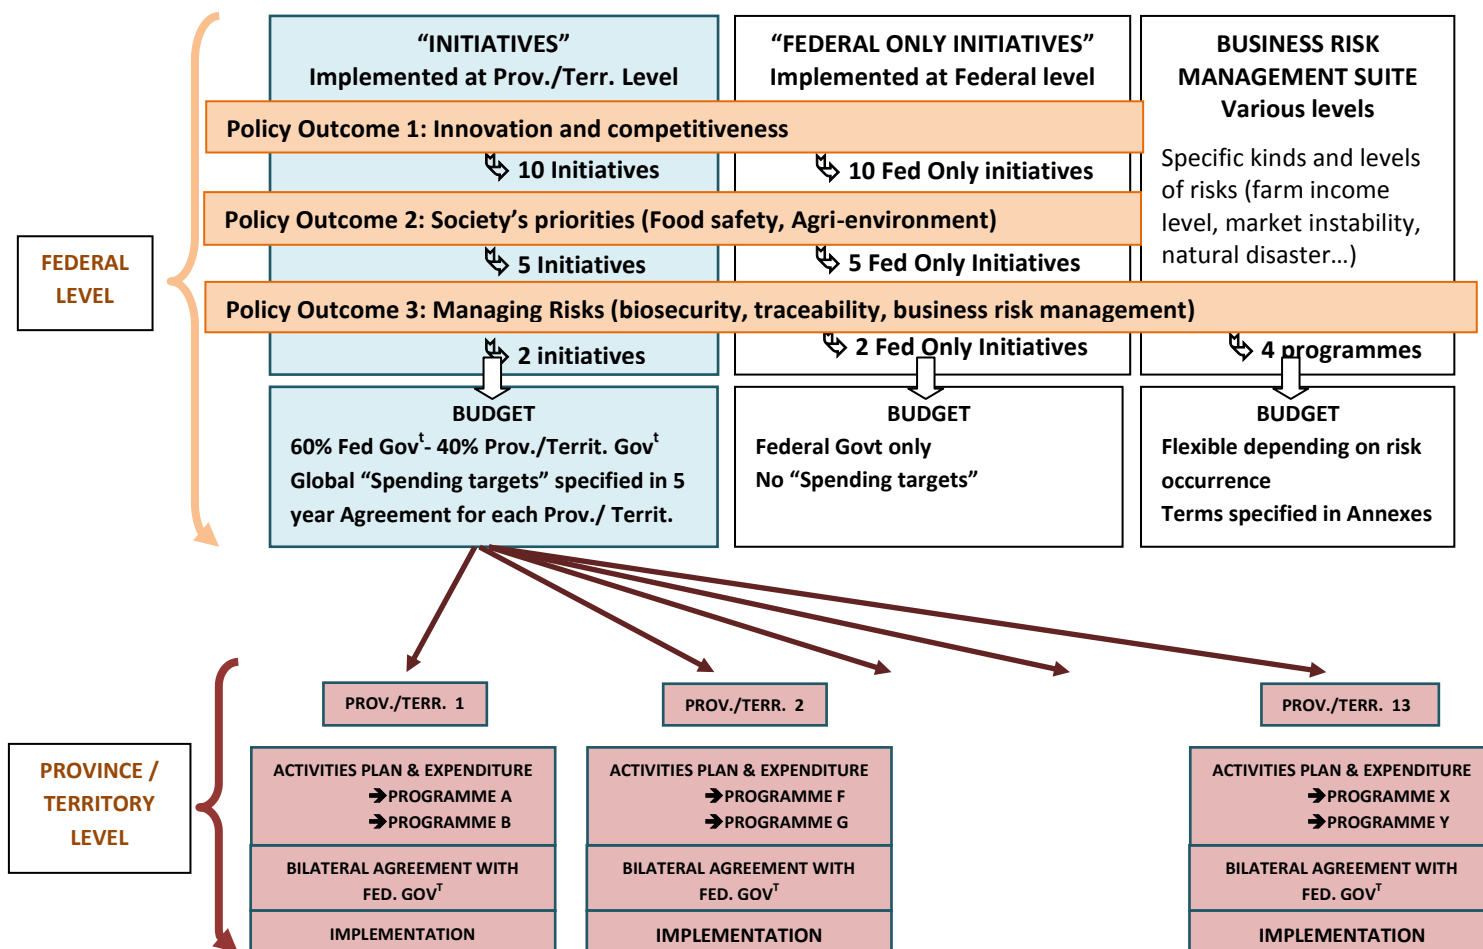 “INITIATIVES”
Implemented at Prov./Terr. Level
“FEDERAL ONLY INITIATIVES”
Implemented at Federal level
BUSINESS RISK
MANAGEMENT SUITE
Various levels
Policy Outcome 1: Innovation and competitiveness
10 Initiatives
10 Fed Only initiatives
Specific kinds and levels
of risks (farm income
level, market instability,
natural disaster…)
Policy Outcome 2: Society’s priorities (Food safety, Agri-environment)
5 Initiatives
5 Fed Only Initiatives
FEDERAL
LEVEL
Policy Outcome 3: Managing Risks (biosecurity, traceability, business risk management)
2 initiatives
2 Fed Only Initiatives
4 programmes
BUDGET
60% Fed Govt- 40% Prov./Territ. Govt
Global “Spending targets” specified in 5
year Agreement for each Prov./ Territ.
BUDGET
Federal Govt only
No “Spending targets”
BUDGET
Flexible depending on risk
occurrence
Terms specified in Annexes
PROV./TERR. 1
PROV./TERR. 2
PROV./TERR. 13
PROVINCE /
TERRITORY
LEVEL
ACTIVITIES PLAN & EXPENDITURE
➔PROGRAMME A
➔PROGRAMME B
BILATERAL AGREEMENT WITH
FED. GOVT
IMPLEMENTATION
ACTIVITIES PLAN & EXPENDITURE
➔PROGRAMME F
➔PROGRAMME G
BILATERAL AGREEMENT WITH
FED. GOVT
IMPLEMENTATION
ACTIVITIES PLAN & EXPENDITURE
➔PROGRAMME X
➔PROGRAMME Y
BILATERAL AGREEMENT WITH
FED. GOVT
IMPLEMENTATION